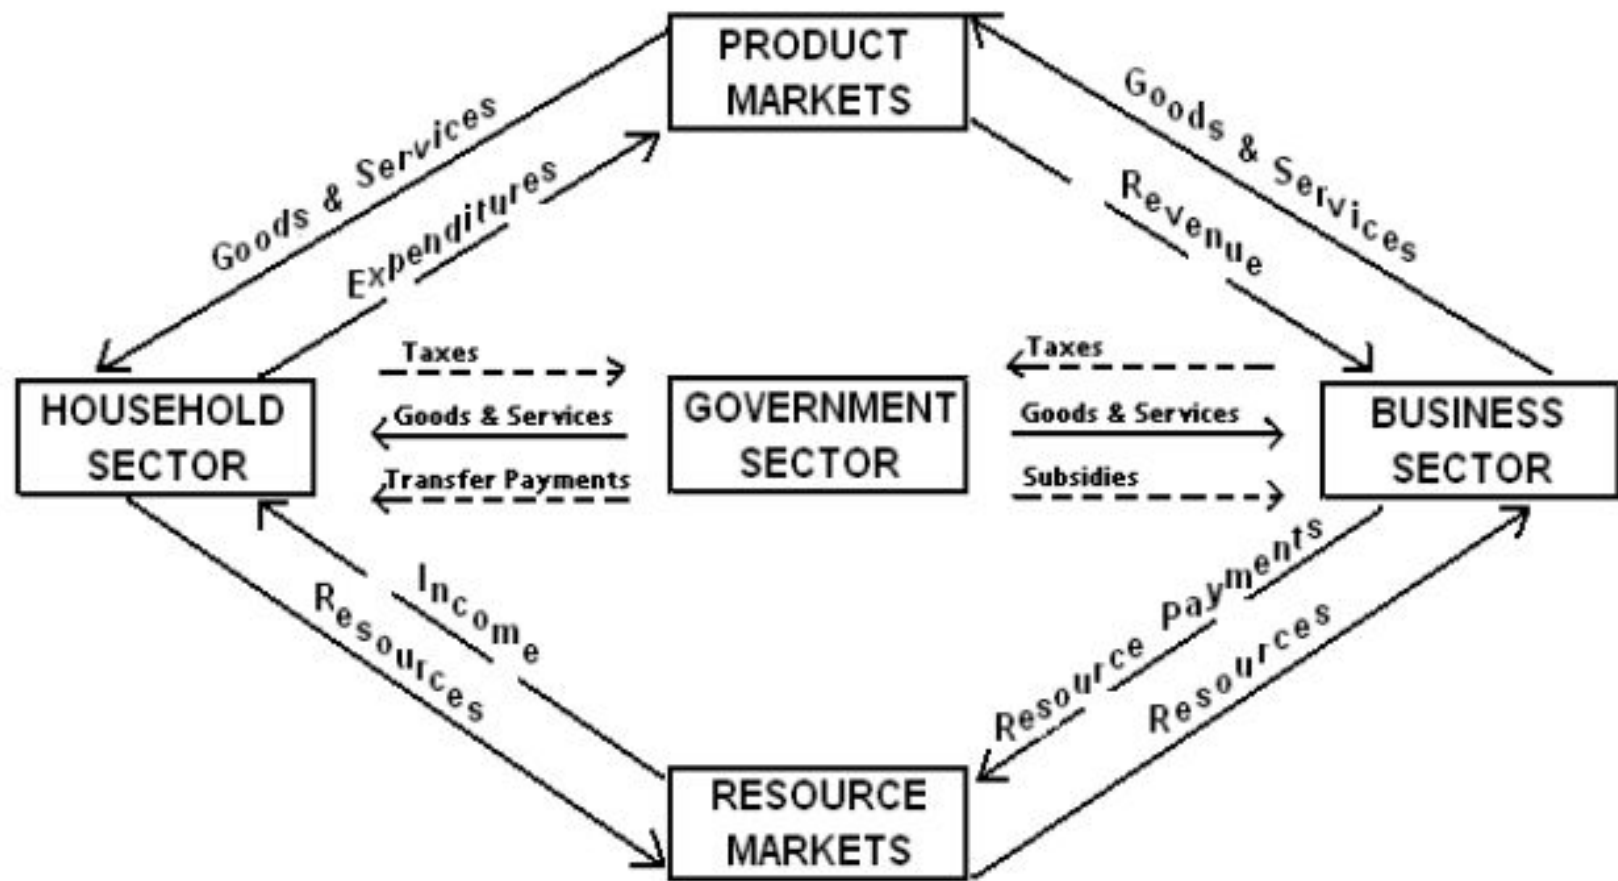 PRODUCT
MARKETS
Goods & Services
Goods & Services
Expenditures
Revenue
Taxes
Taxes
HOUSEHOLD
SECTOR
Goods & Services
GOVERNMENT
SECTOR
Goods & Services
BUSINESS
SECTOR
Transfer Payments
Subsidies
Income
Resources
Resource payments
Resources
RESOURCE
MARKETS